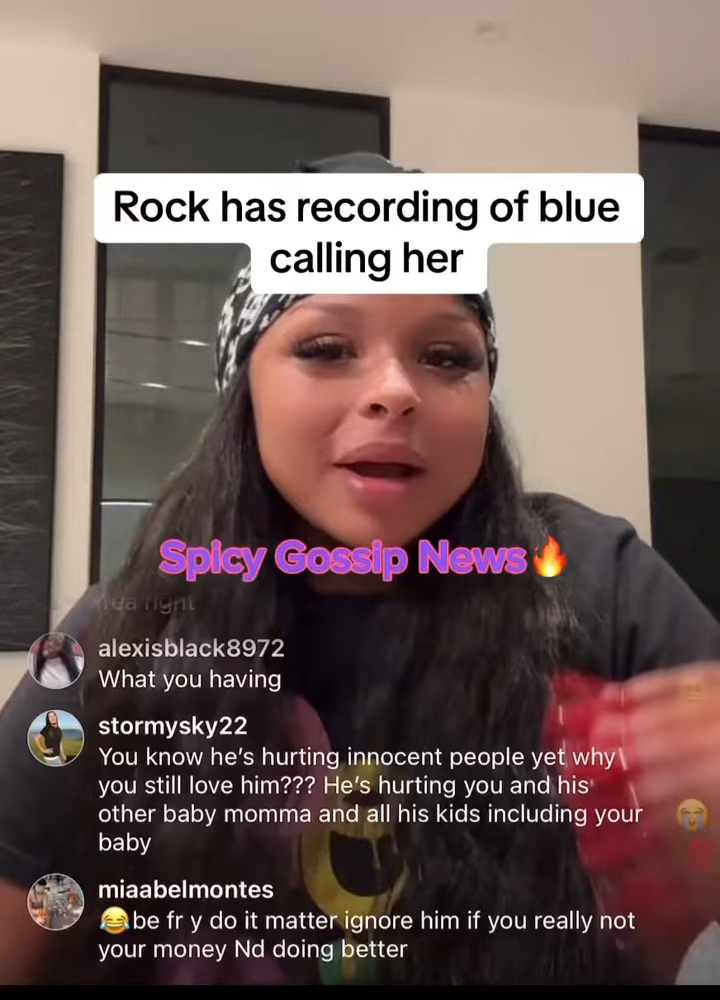 Rock has recording of blue
calling her
Spicy Gossip News🔥
right
alexisblack8972
What you having
stormysky22
You know he's hurting innocent people yet why
you still love him??? He's hurting you and his
other baby momma and all his kids including your
baby
miaabelmontes
😂be fr y do it matter ignore him if you really not
your money Nd doing better